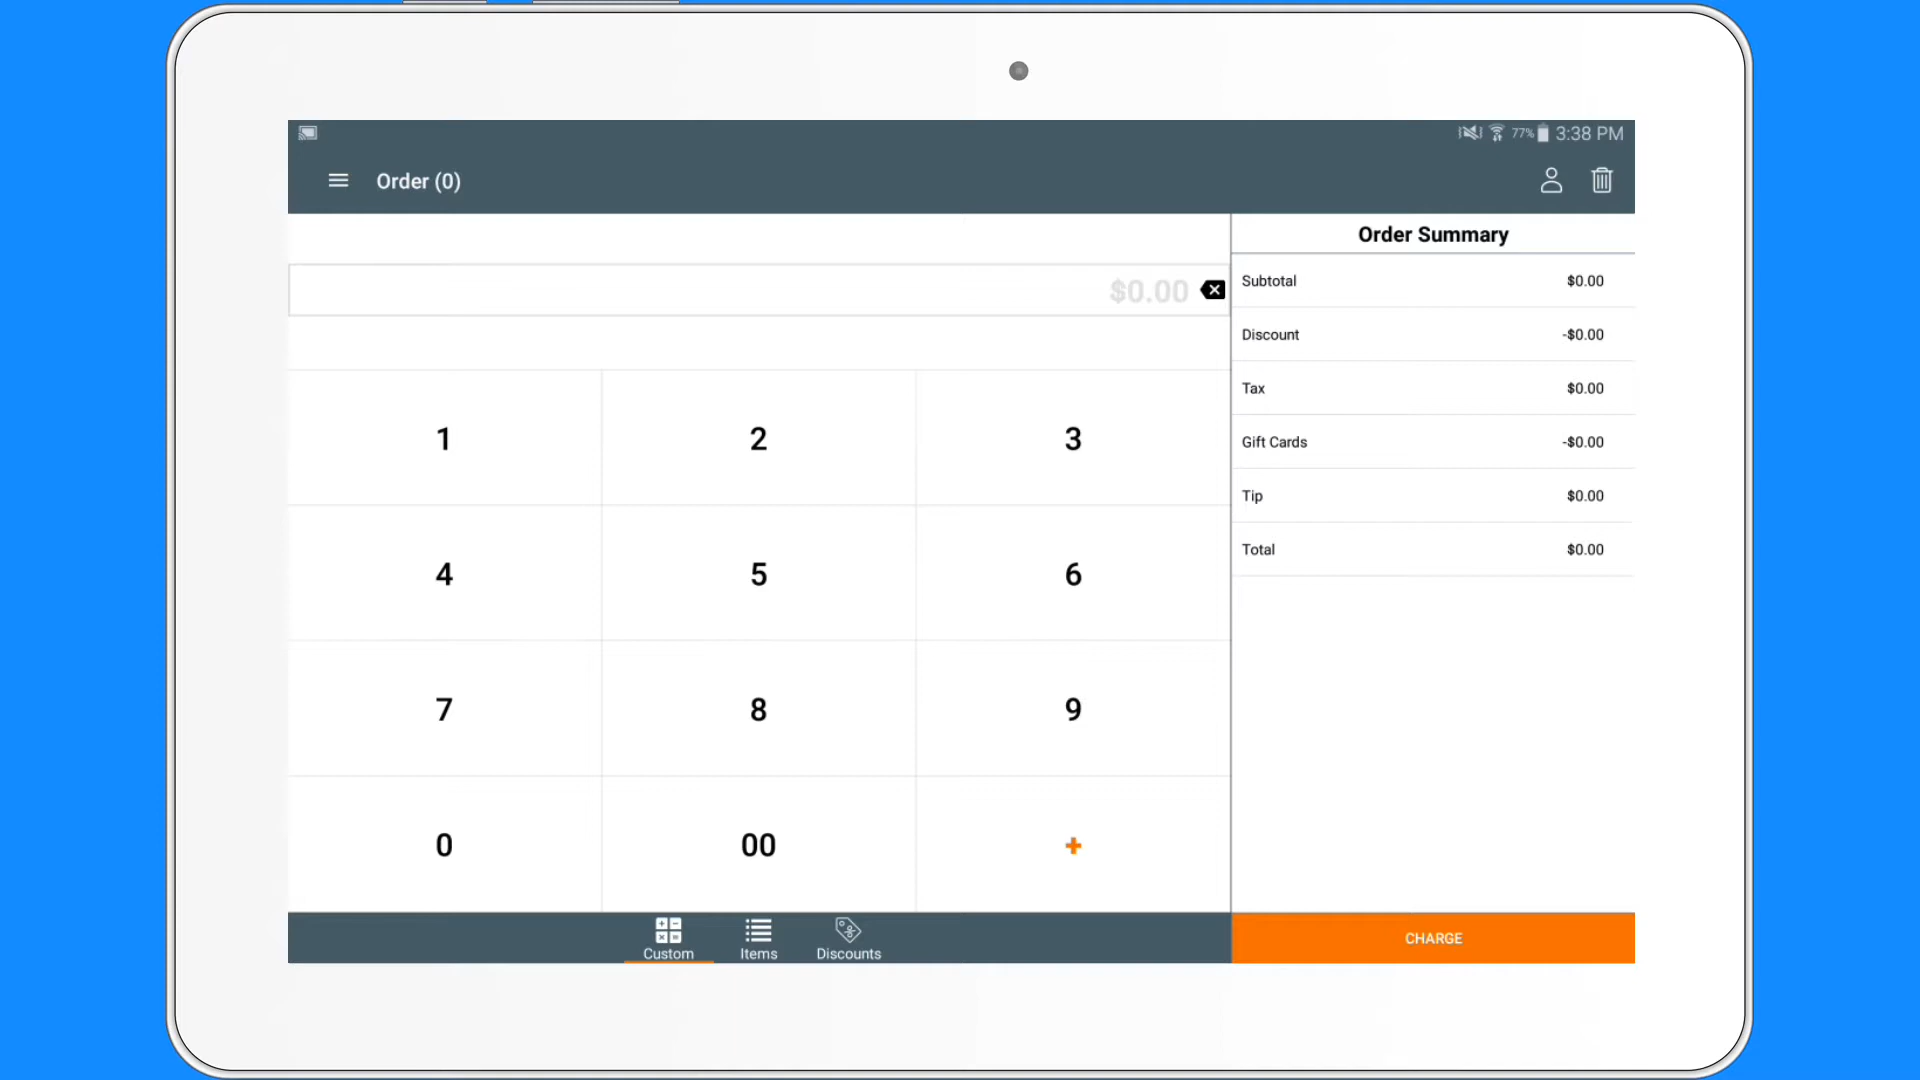 77% 3:38 PM
Order (0)
Order Summary
$0.00
Subtotal $0.00
Discount -$0.00
Tax $0.00
Gift Cards -$0.00
Tip $0.00
Total $0.00
1 2 3
4 5 6
7 8 9
0 00 +
Custom Items Discounts
CHARGE